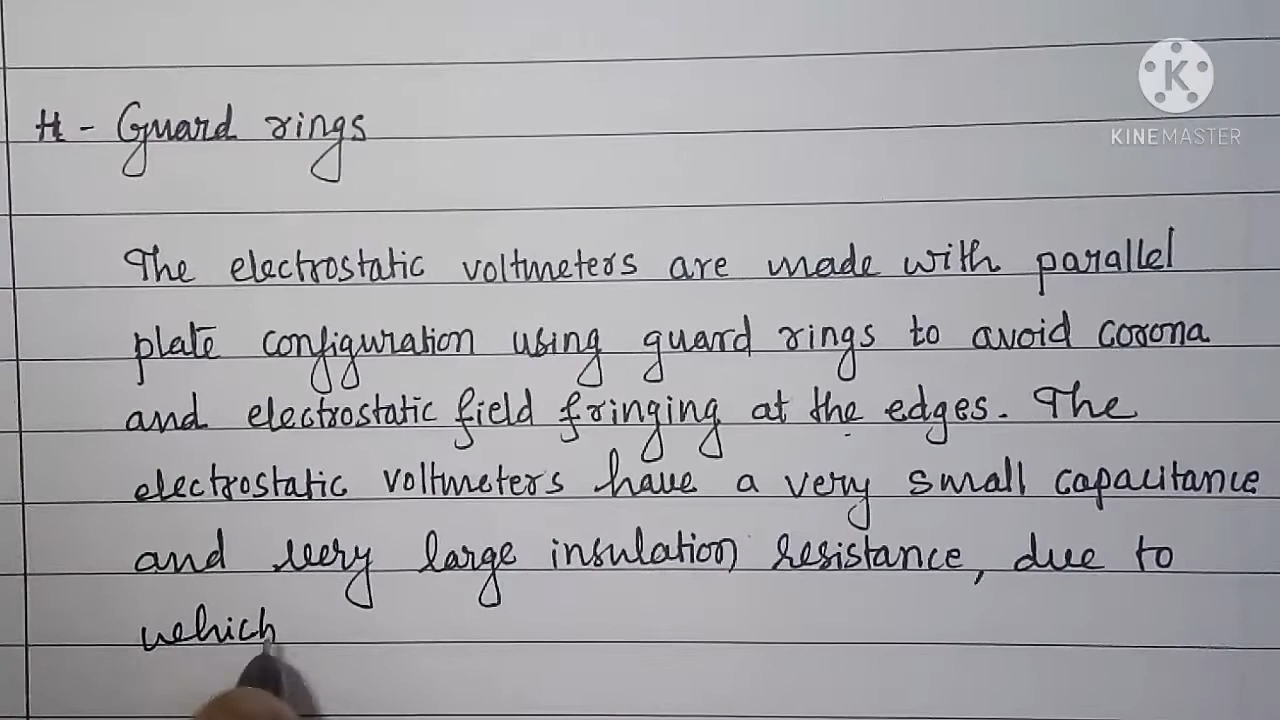 H - Guard rings
K
KINEMASTER
The electrostatic voltmeters are made with parallel
plate configuration using guard rings to avoid corona
and electrostatic field fringing at the edges. The
electrostatic voltmeters have a very small capacitance
and very large insulation resistance, due to
which